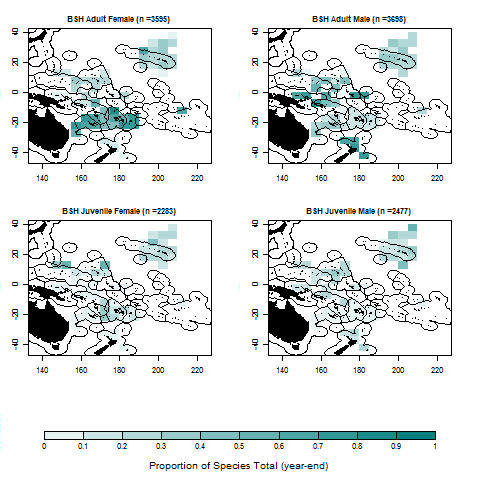 BSH Adult Female (n =3595)
BSH Adult Male (n =3698)
40
20
0
-20
-40
140 160 180 200 220
40
20
0
-20
-40
140 160 180 200 220
BSH Juvenile Female (n =2283)
BSH Juvenile Male (n =2477)
40
20
0
-20
-40
140 160 180 200 220
40
20
0
-20
-40
140 160 180 200 220
0 0.1 0.2 0.3 0.4 0.5 0.6 0.7 0.8 0.9 1
Proportion of Species Total (year-end)